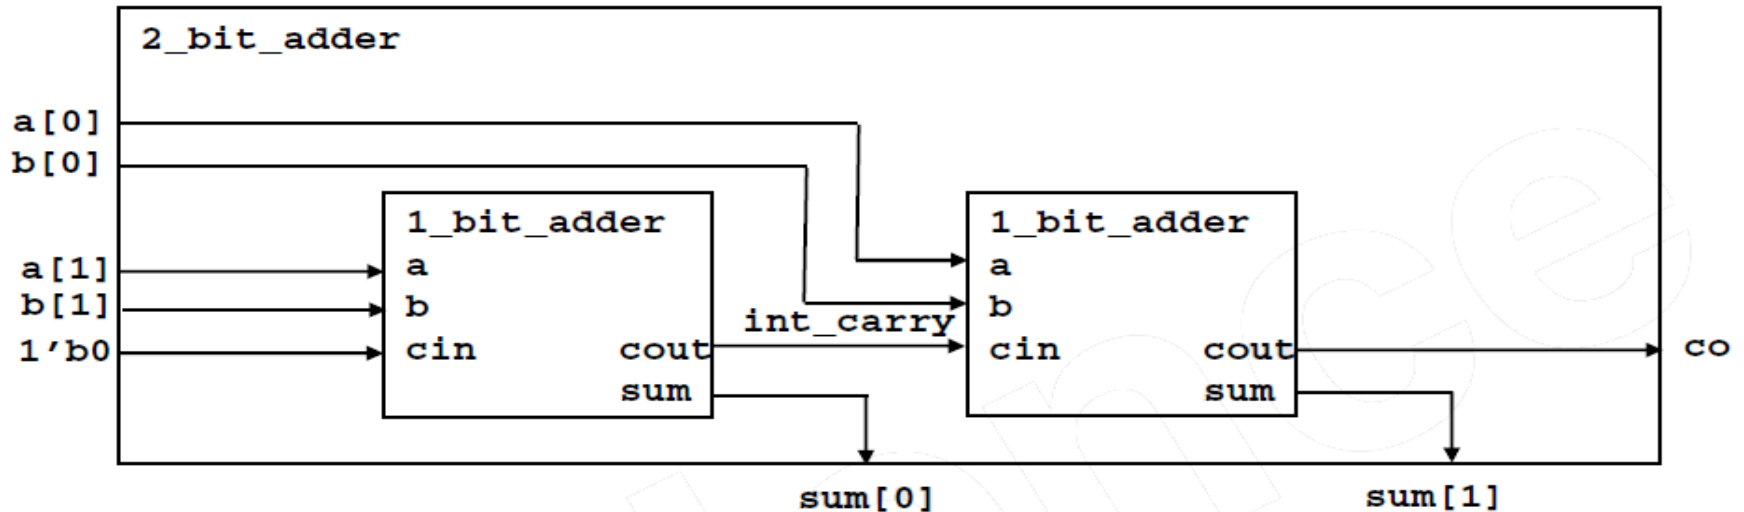 2_bit_adder
a[0]
b[0]
1_bit_adder
1_bit_adder
a[1]
a
a
b[1]
b
b
int_carry
1'b0
cin
cout
cin
cout
co
sum
sum
sum[0]
sum[1]